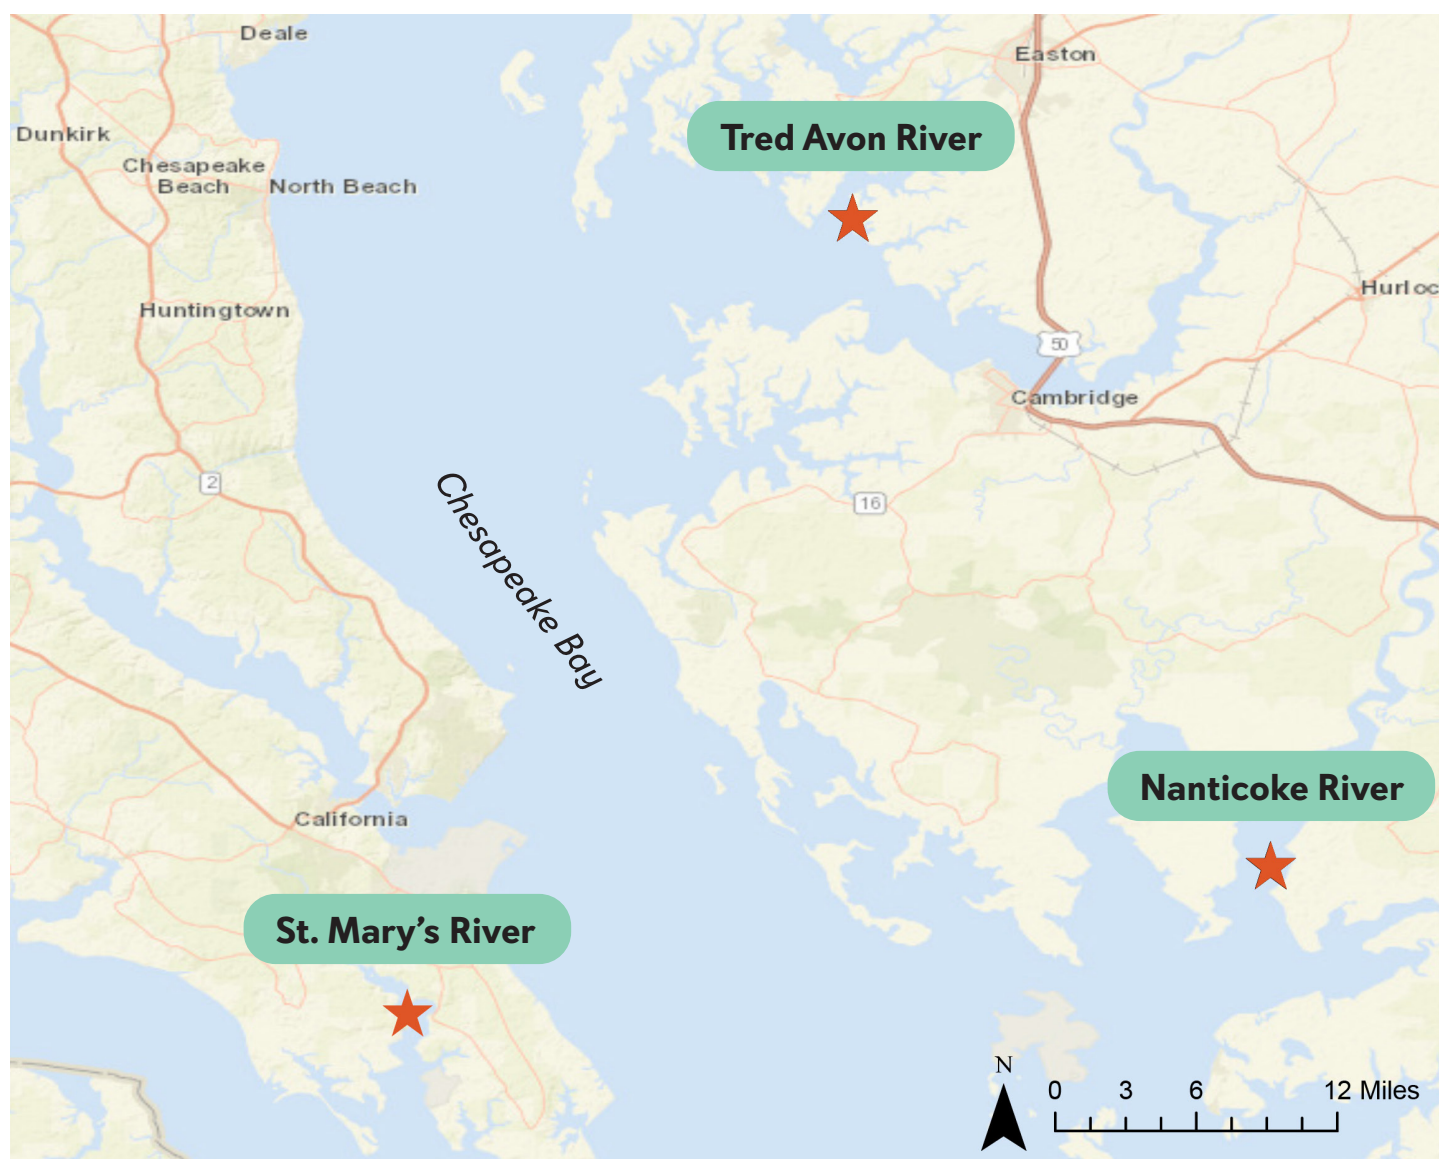 Deale
Easton
Dunkirk
Tred Avon River
Chesapeake
Beach
North Beach
Hurloc
Huntingtown
50
Cambridge
2
16
Chesapeake Bay
Nanticoke River
California
St. Mary's River
N
0 3 6 12 Miles